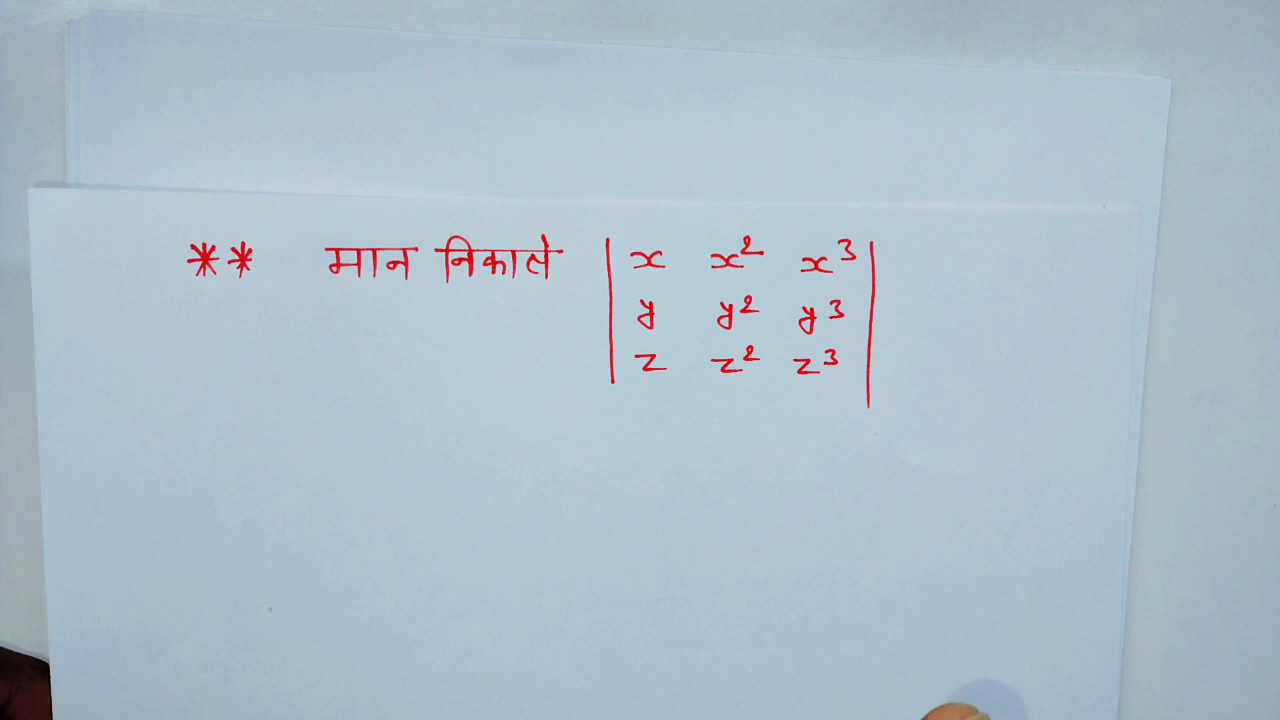 ** मान निकाले | x x² x³ |
y y² y³
z z² z³